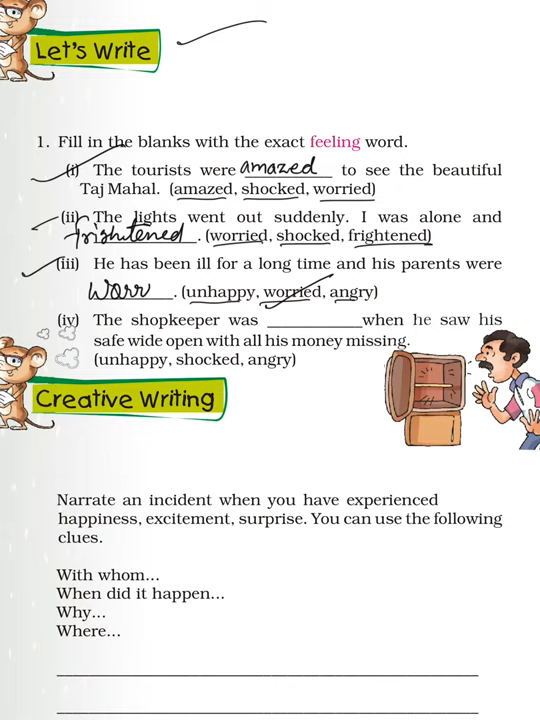 Let's Write
1. Fill in the blanks with the exact feeling word.
(i) The tourists were amazed to see the beautiful
Taj Mahal. (amazed, shocked, worried)
(ii) The lights went out suddenly. I was alone and
frishitened. (worried, shocked, frightened)
(iii) He has been ill for a long time and his parents were
Worr. (unhappy, worried, angry)
(iv) The shopkeeper was ____________when he saw his
safe wide open with all his money missing.
(unhappy, shocked, angry)
Creative Writing
Narrate an incident when you have experienced
happiness, excitement, surprise. You can use the following
clues.
With whom...
When did it happen...
Why...
Where...